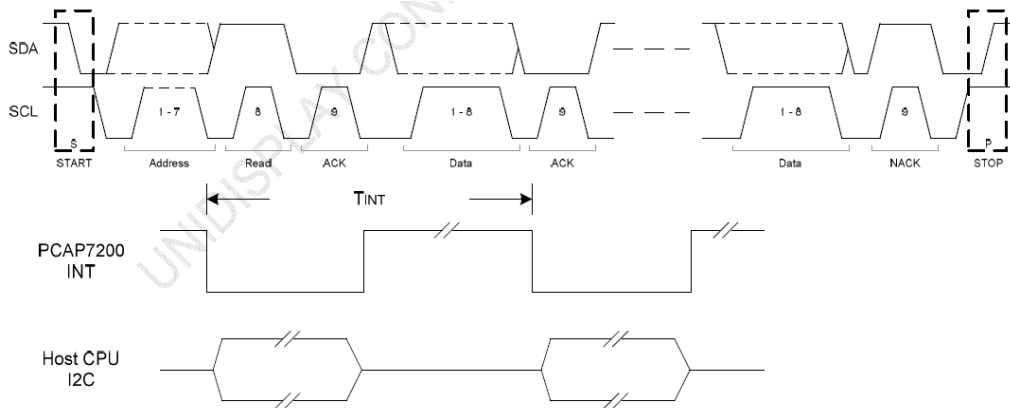 SDA
SCL
1 - 7 8 9 1 - 8 9 1 - 8 9
S P
START Address Read ACK Data ACK Data NACK STOP
TINT
PCAP7200
INT
Host CPU
I2C
UNIDISPLAY